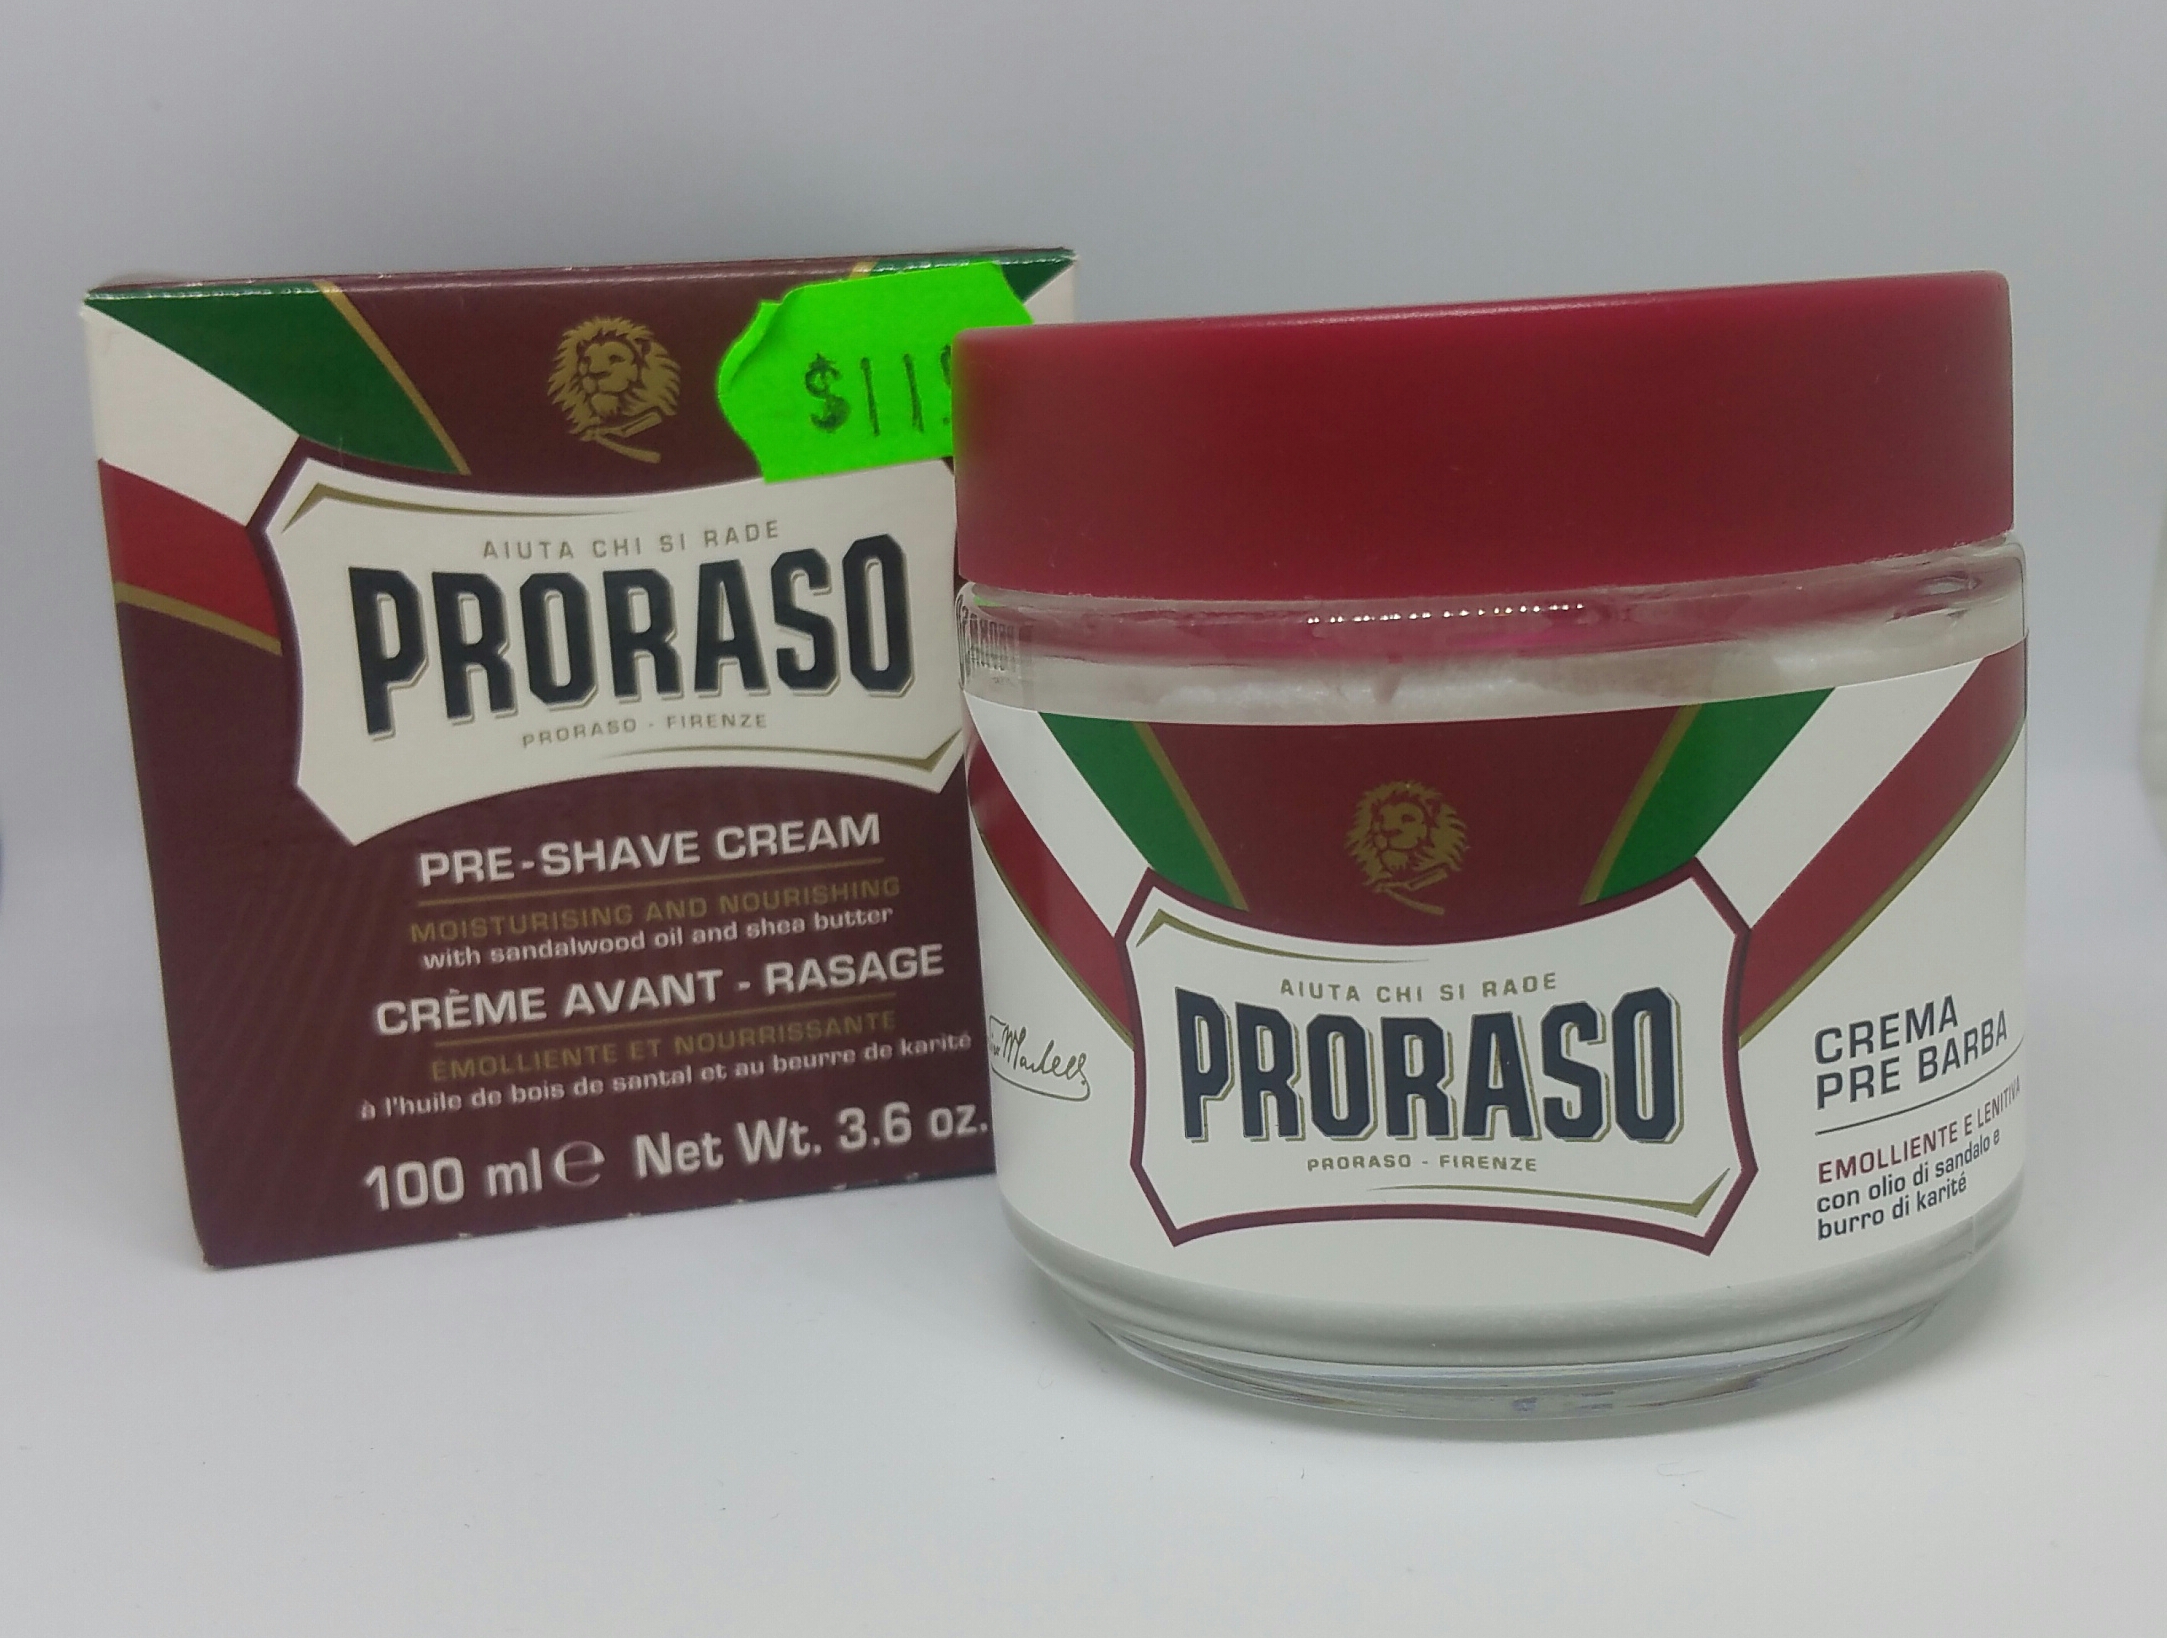 $11
AIUTA CHI SI RADE
PRORASO
PRORASO - FIRENZE
PRE-SHAVE CREAM
MOISTURISING AND NOURISHING
with sandalwood oil and shea butter
CRÈME AVANT - RASAGE
ÉMOLLIENTE ET NOURRISSANTE
à l'huile de bois de santal et au beurre de karité
100 ml ℮ Net Wt. 3.6 oz.
AIUTA CHI SI RADE
PRORASO
PRORASO - FIRENZE
CREMA
PRE BARBA
EMOLLIENTE E LENITIVA
con olio di sandalo e
burro di karité